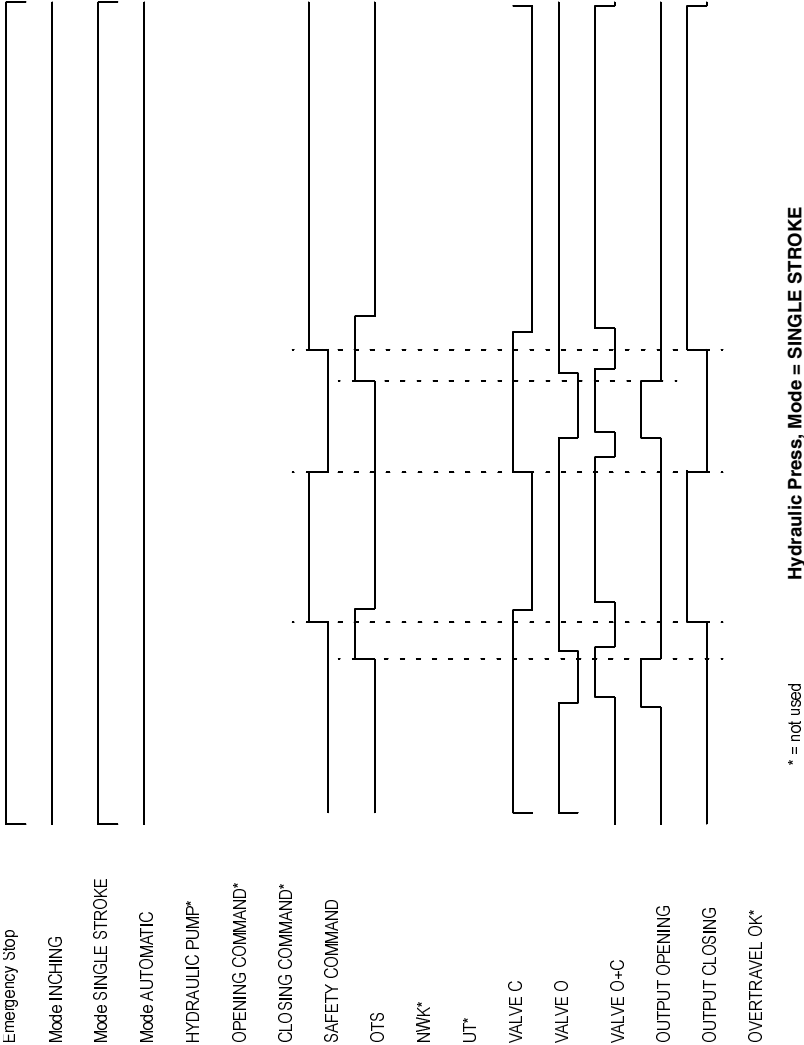 Emergency Stop
Mode INCHING
Mode SINGLE STROKE
Mode AUTOMATIC
HYDRAULIC PUMP*
OPENING COMMAND*
CLOSING COMMAND*
SAFETY COMMAND
OTS
NWK*
UT*
VALVE C
VALVE O
VALVE O+C
OUTPUT OPENING
OUTPUT CLOSING
OVERTRAVEL OK*
* = not used
Hydraulic Press, Mode = SINGLE STROKE